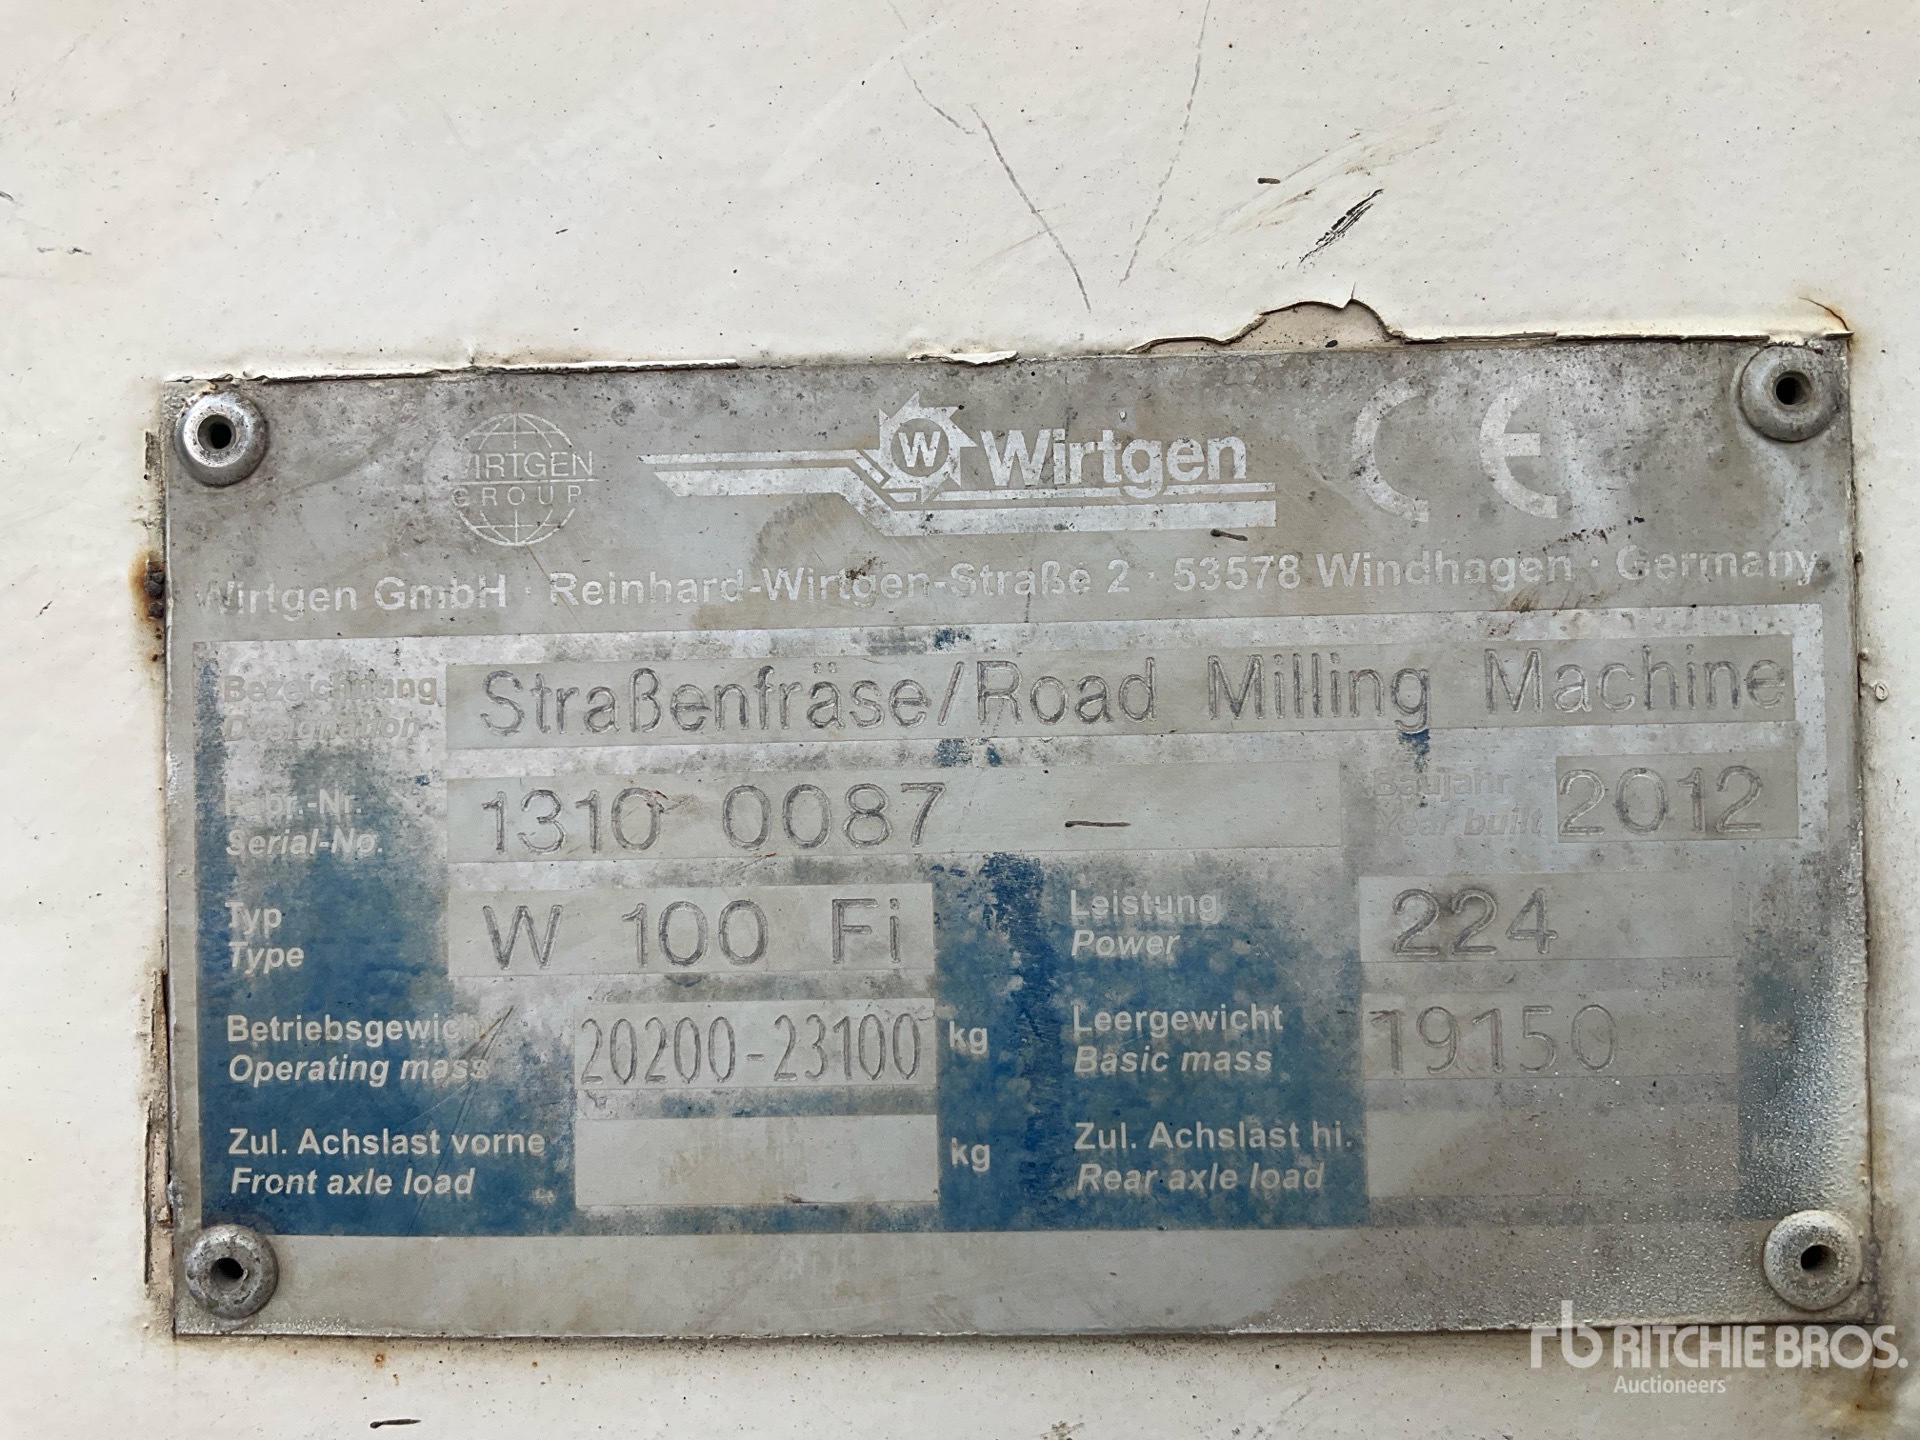 WIRTGEN
GROUP
W Wirtgen
CE
Wirtgen GmbH · Reinhard-Wirtgen-Straße 2 · 53578 Windhagen · Germany
Bezeichnung
Designation
Straßenfräse/Road Milling Machine
Fabr.-Nr.
Serial-No.
1310 0087
Baujahr
Year built
2012
Typ
Type
W 100 Fi
Leistung
Power
224
Betriebsgewicht
Operating mass
20200-23100 kg
Leergewicht
Basic mass
19150
Zul. Achslast vorne
Front axle load
kg
Zul. Achslast hi.
Rear axle load
rb RITCHIE BROS.
Auctioneers